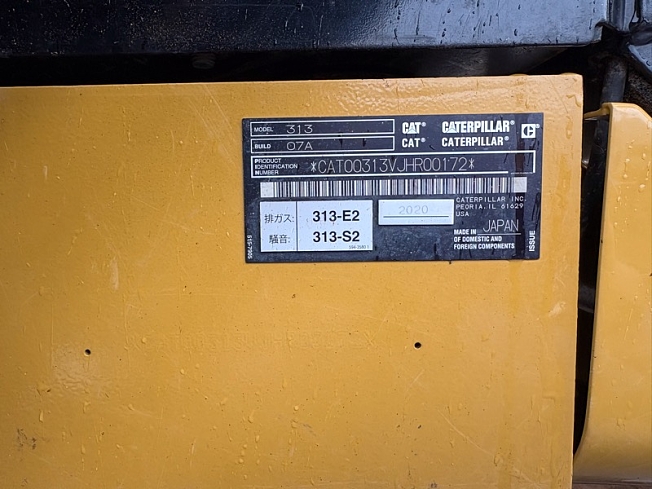 MODEL 313 CAT® CATERPILLAR® C
BUILD 07A CAT® CATERPILLAR®
PRODUCT IDENTIFICATION NUMBER *CAT00313VJHR00172*
排ガス: 313-E2
騒音: 313-S2
2020
CATERPILLAR INC.
PEORIA, IL 61629
USA
MADE IN JAPAN
OF DOMESTIC AND
FOREIGN COMPONENTS
ISSUE